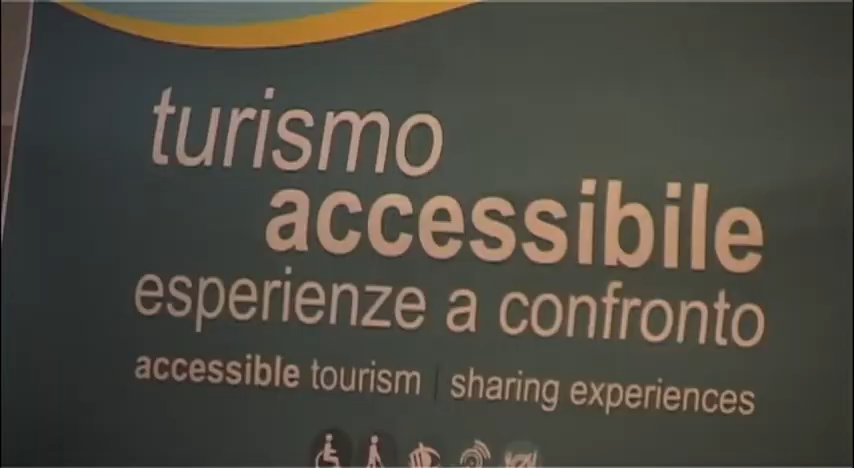 turismo
accessibile
esperienze a confronto
accessible tourism | sharing experiences